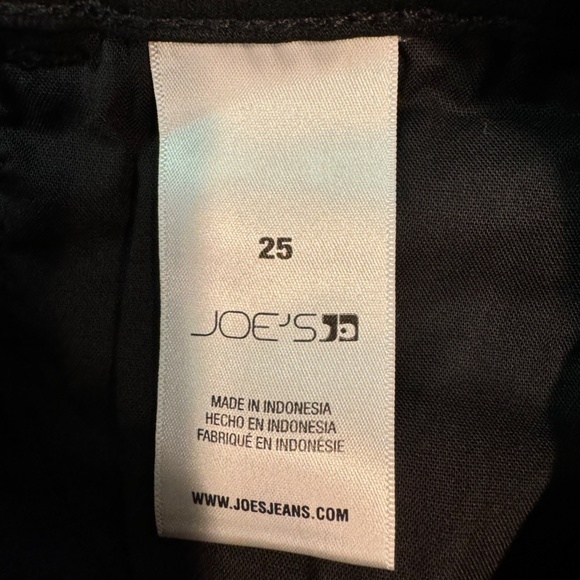 25
JOE'S
MADE IN INDONESIA
HECHO EN INDONESIA
FABRIQUÉ EN INDONÉSIE
WWW.JOESJEANS.COM